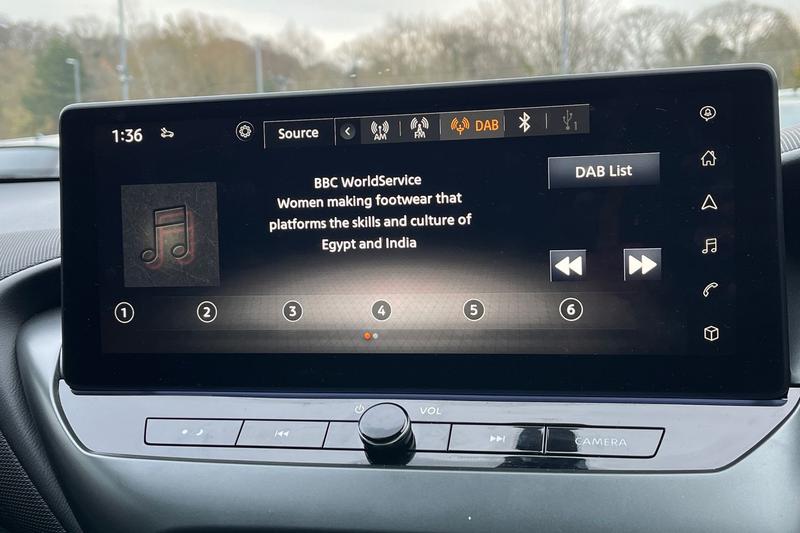 1:36
Source
AM
FM
DAB
1
BBC WorldService
Women making footwear that
platforms the skills and culture of
Egypt and India
DAB List
1 2 3 4 5 6
VOL
CAMERA